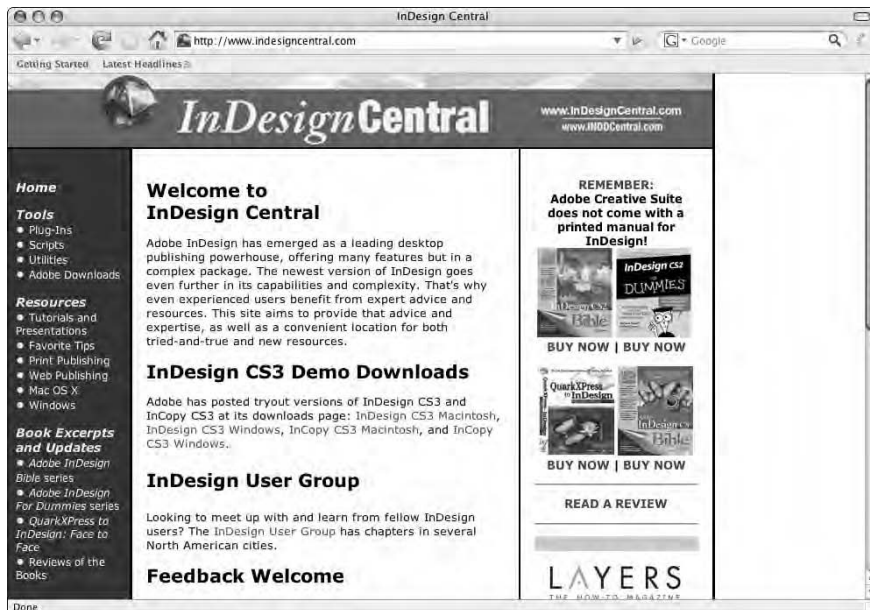 InDesign Central
http://www.indesigncentral.com
G Google
Getting Started Latest Headlines
InDesignCentral
www.InDesignCentral.com
www.INDDCentral.com
Home
Tools
Plug-Ins
Scripts
Utilities
Adobe Downloads
Resources
Tutorials and
Presentations
Favorite Tips
Print Publishing
Web Publishing
Mac OS X
Windows
Book Excerpts
and Updates
Adobe InDesign
Bible series
Adobe InDesign
For Dummies series
QuarkXPress to
InDesign: Face to
Face
Reviews of the
Books
Welcome to
InDesign Central
Adobe InDesign has emerged as a leading desktop
publishing powerhouse, offering many features but in a
complex package. The newest version of InDesign goes
even further in its capabilities and complexity. That's why
even experienced users benefit from expert advice and
resources. This site aims to provide that advice and
expertise, as well as a convenient location for both
tried-and-true and new resources.
InDesign CS3 Demo Downloads
Adobe has posted tryout versions of InDesign CS3 and
InCopy CS3 at its downloads page: InDesign CS3 Macintosh,
InDesign CS3 Windows, InCopy CS3 Macintosh, and InCopy
CS3 Windows.
InDesign User Group
Looking to meet up with and learn from fellow InDesign
users? The InDesign User Group has chapters in several
North American cities.
Feedback Welcome
REMEMBER:
Adobe Creative Suite
does not come with a
printed manual for
InDesign!
InDesign CS2
Bible
InDesign CS2
DUMMIES
BUY NOW | BUY NOW
QuarkXPress
to InDesign
InDesign CS
Bible
BUY NOW | BUY NOW
READ A REVIEW
LAYERS
THE HOW-TO MAGAZINE
Done